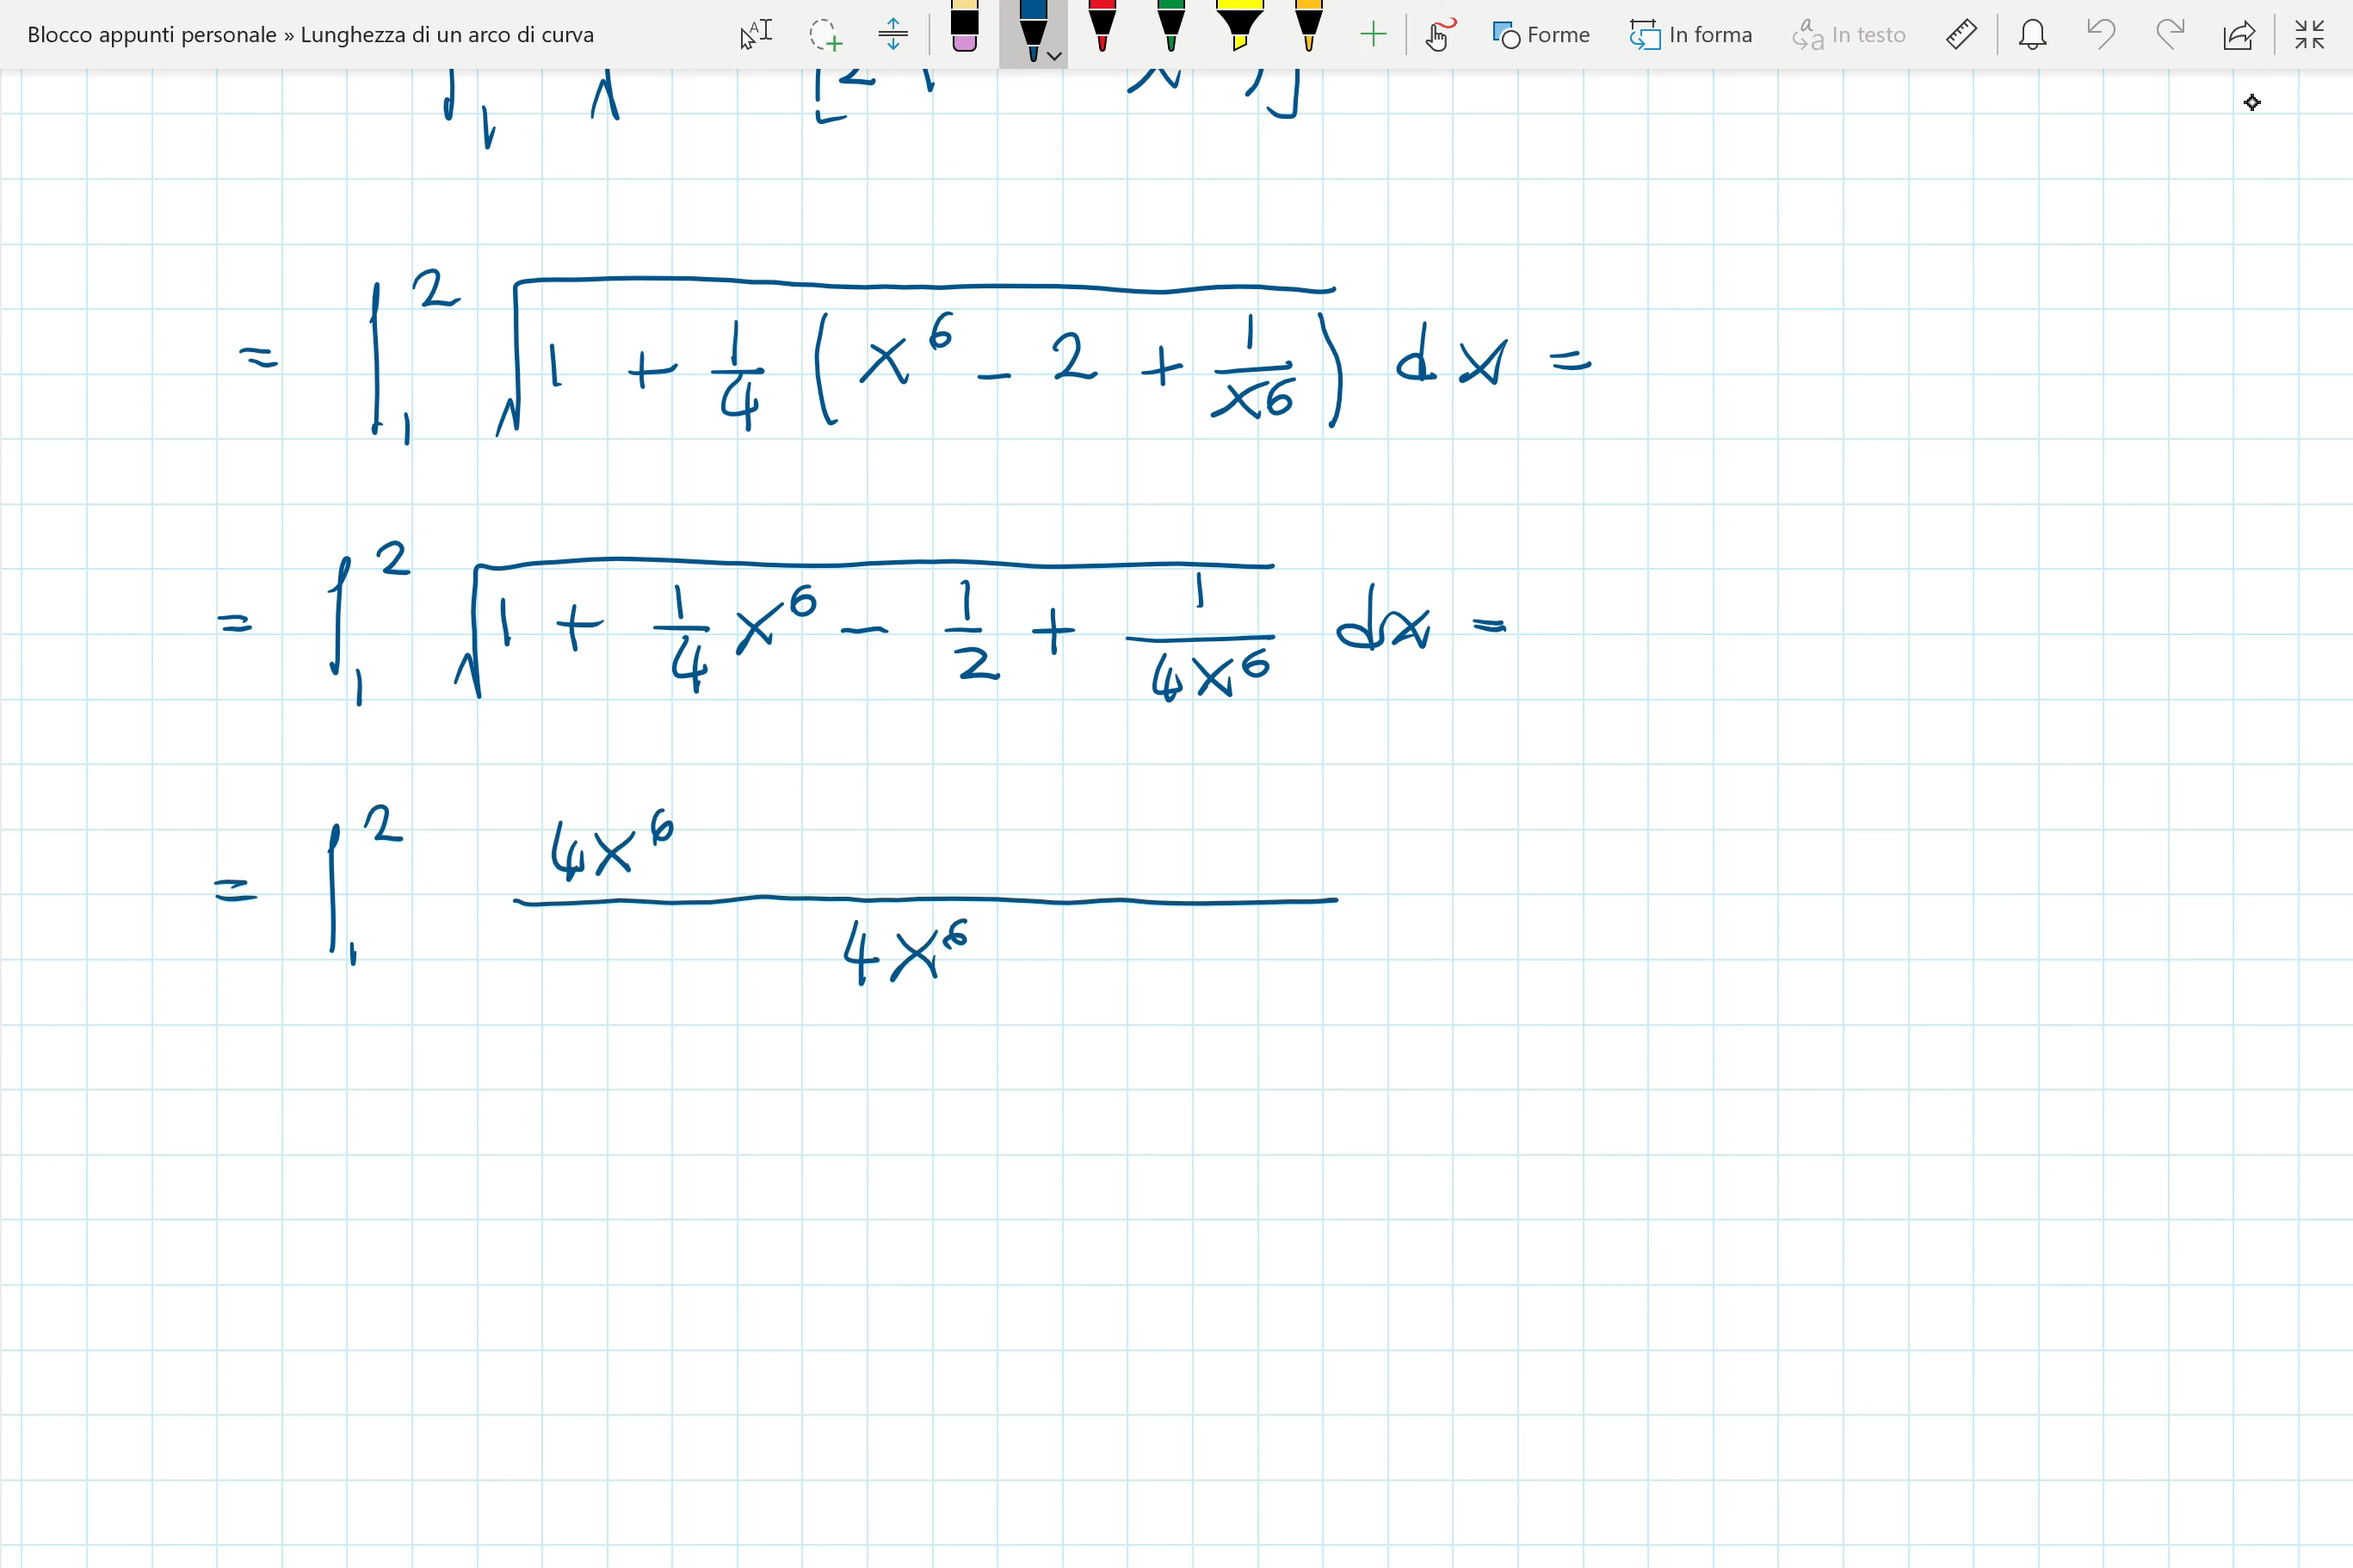 Blocco appunti personale » Lunghezza di un arco di curva Forme In forma In testo
= ∫₁² √(1 + 1/4 (x⁶ - 2 + 1/x⁶)) dx =
= ∫₁² √(1 + 1/4 x⁶ - 1/2 + 1/(4x⁶)) dx =
= ∫₁² 4x⁶ / 4x⁶